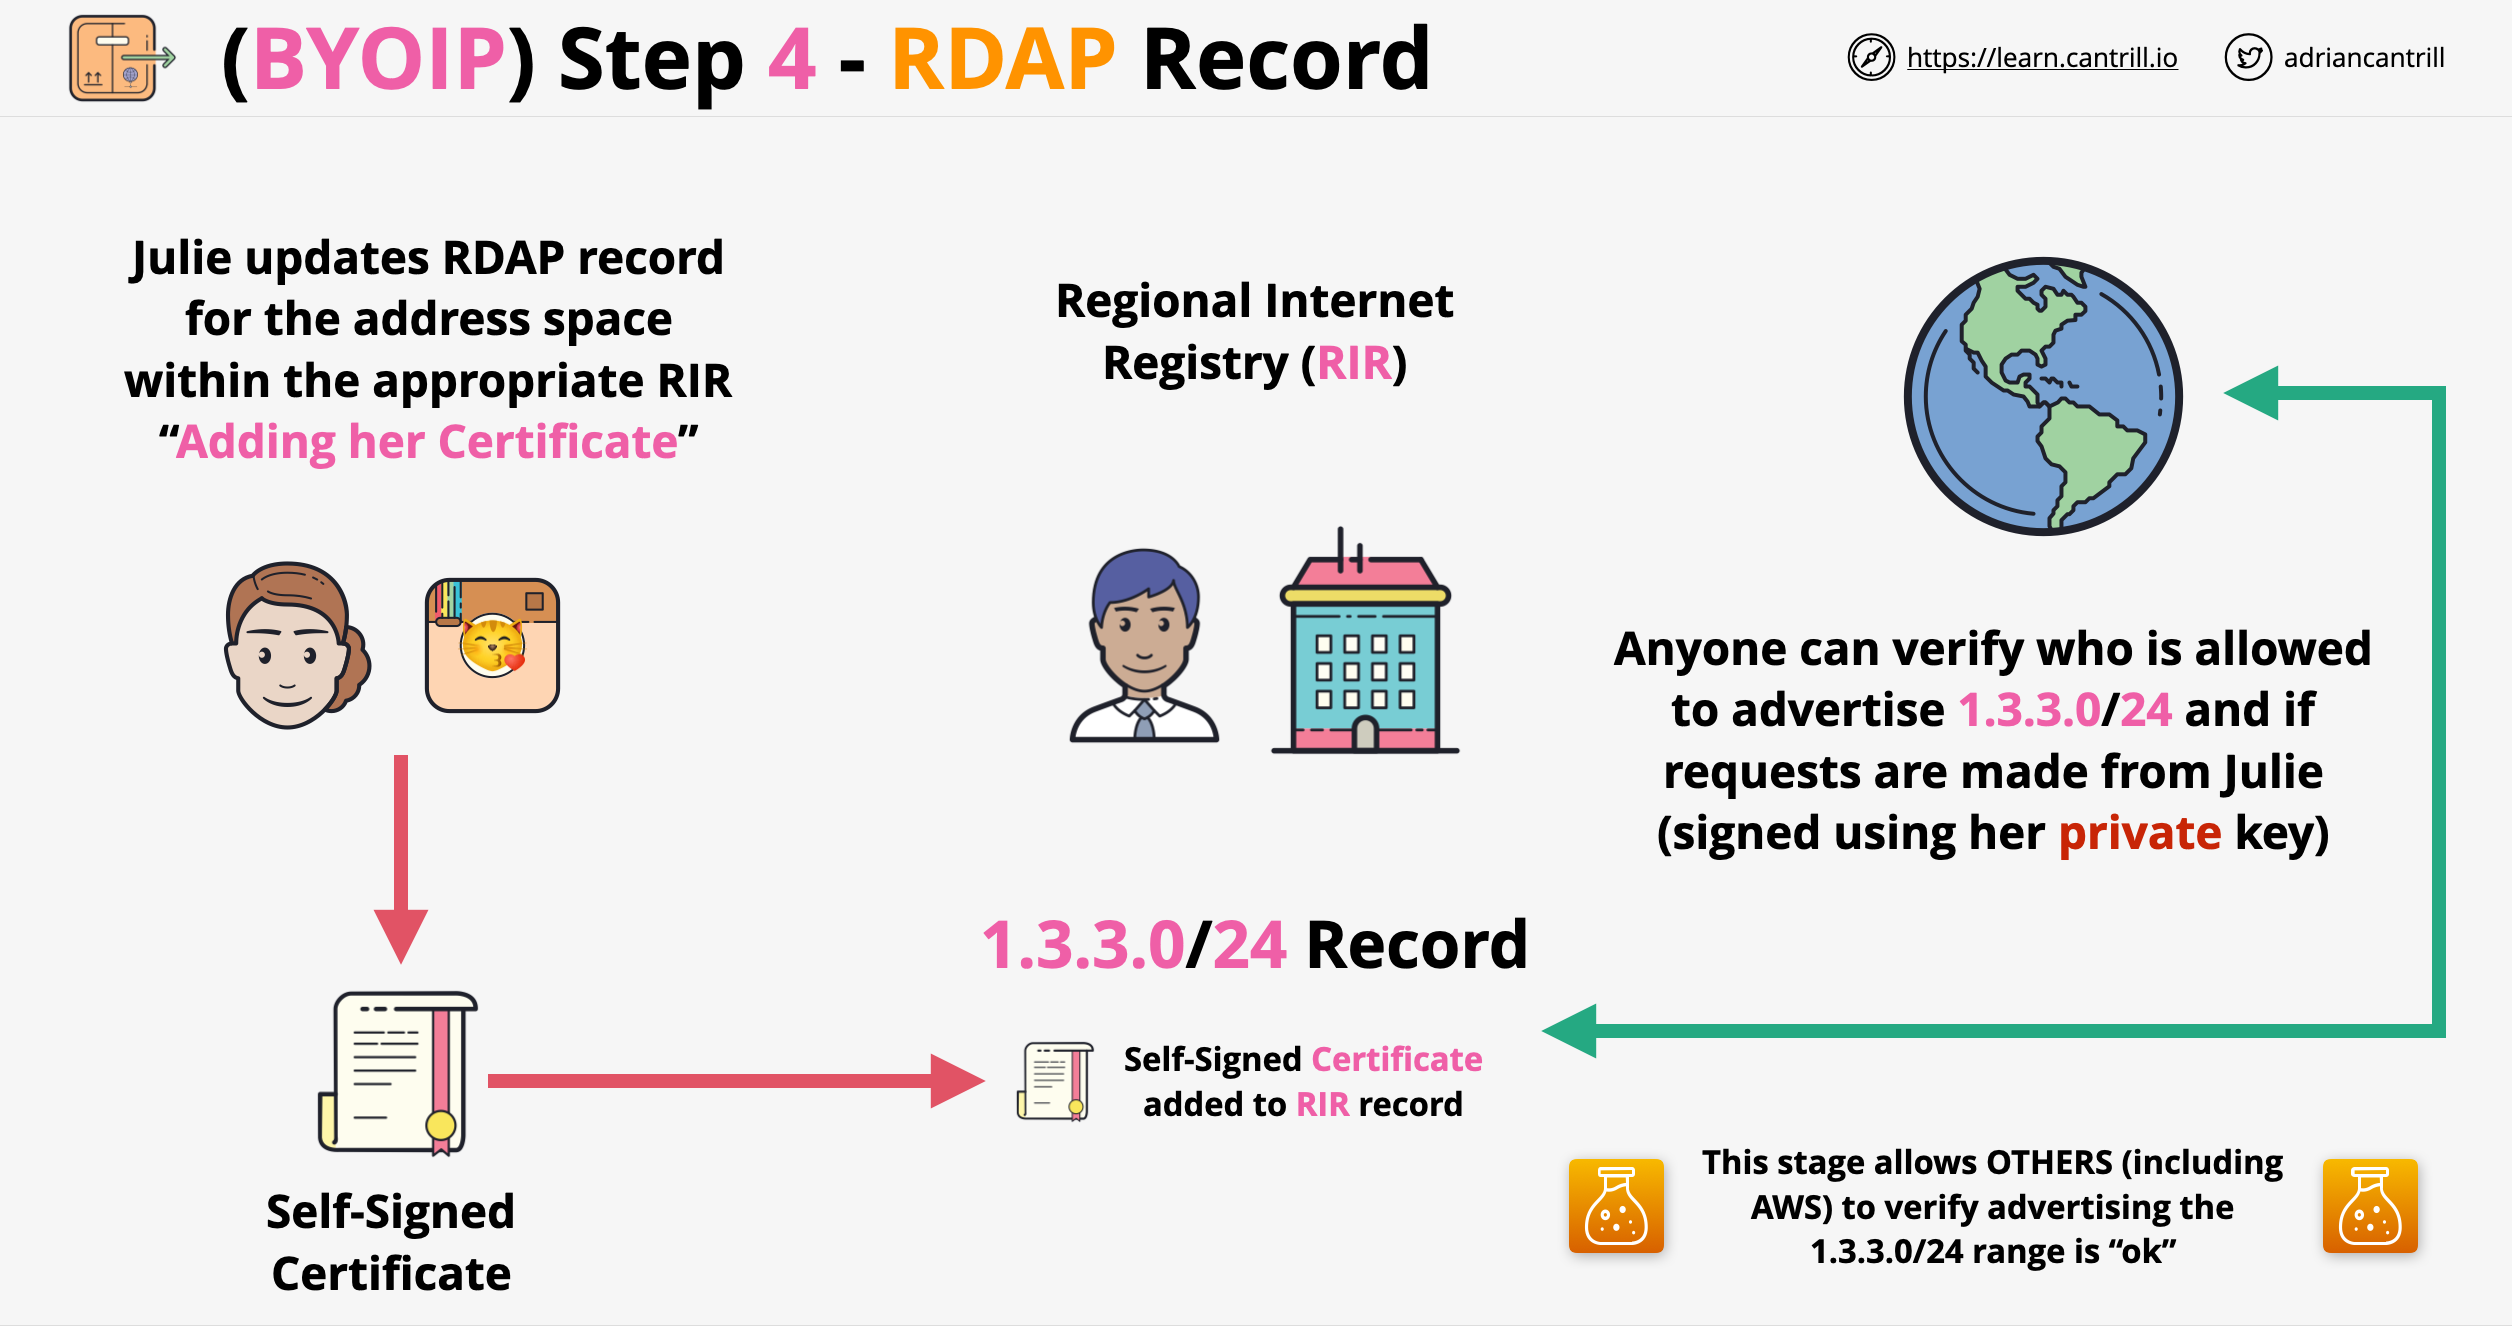 (BYOIP) Step 4 - RDAP Record
https://learn.cantrill.io
adriancantrill
Julie updates RDAP record
for the address space
within the appropriate RIR
“Adding her Certificate”
Regional Internet
Registry (RIR)
Anyone can verify who is allowed
to advertise 1.3.3.0/24 and if
requests are made from Julie
(signed using her private key)
1.3.3.0/24 Record
Self-Signed Certificate
added to RIR record
Self-Signed
Certificate
This stage allows OTHERS (including
AWS) to verify advertising the
1.3.3.0/24 range is “ok”